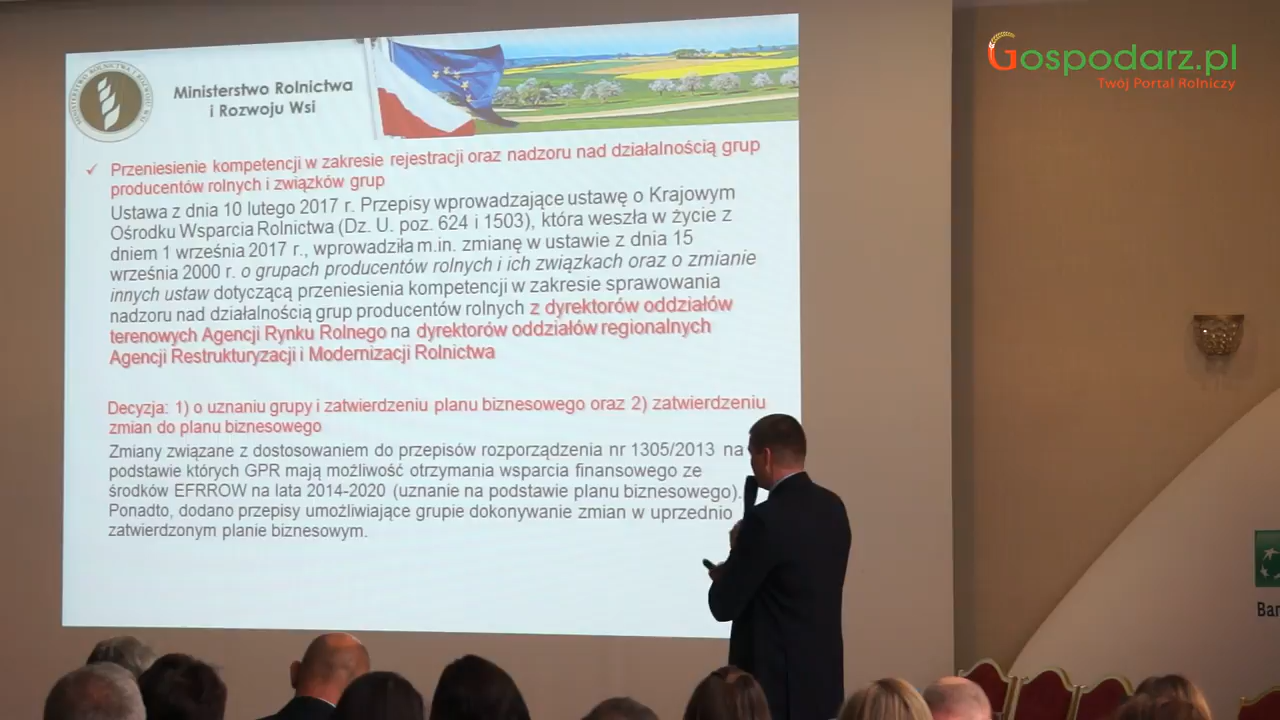 Gospodarz.pl
Twój Portal Rolniczy
MINISTERSTWO ROLNICTWA I ROZWOJU WSI
Ministerstwo Rolnictwa
i Rozwoju Wsi
✓ Przeniesienie kompetencji w zakresie rejestracji oraz nadzoru nad działalnością grup
producentów rolnych i związków grup
Ustawa z dnia 10 lutego 2017 r. Przepisy wprowadzające ustawę o Krajowym
Ośrodku Wsparcia Rolnictwa (Dz. U. poz. 624 i 1503), która weszła w życie z
dniem 1 września 2017 r., wprowadziła m.in. zmianę w ustawie z dnia 15
września 2000 r. o grupach producentów rolnych i ich związkach oraz o zmianie
innych ustaw dotyczącą przeniesienia kompetencji w zakresie sprawowania
nadzoru nad działalnością grup producentów rolnych z dyrektorów oddziałów
terenowych Agencji Rynku Rolnego na dyrektorów oddziałów regionalnych
Agencji Restrukturyzacji i Modernizacji Rolnictwa
Decyzja: 1) o uznaniu grupy i zatwierdzeniu planu biznesowego oraz 2) zatwierdzeniu
zmian do planu biznesowego
Zmiany związane z dostosowaniem do przepisów rozporządzenia nr 1305/2013 na
podstawie których GPR mają możliwość otrzymania wsparcia finansowego ze
środków EFRROW na lata 2014-2020 (uznanie na podstawie planu biznesowego).
Ponadto, dodano przepisy umożliwiające grupie dokonywanie zmian w uprzednio
zatwierdzonym planie biznesowym.